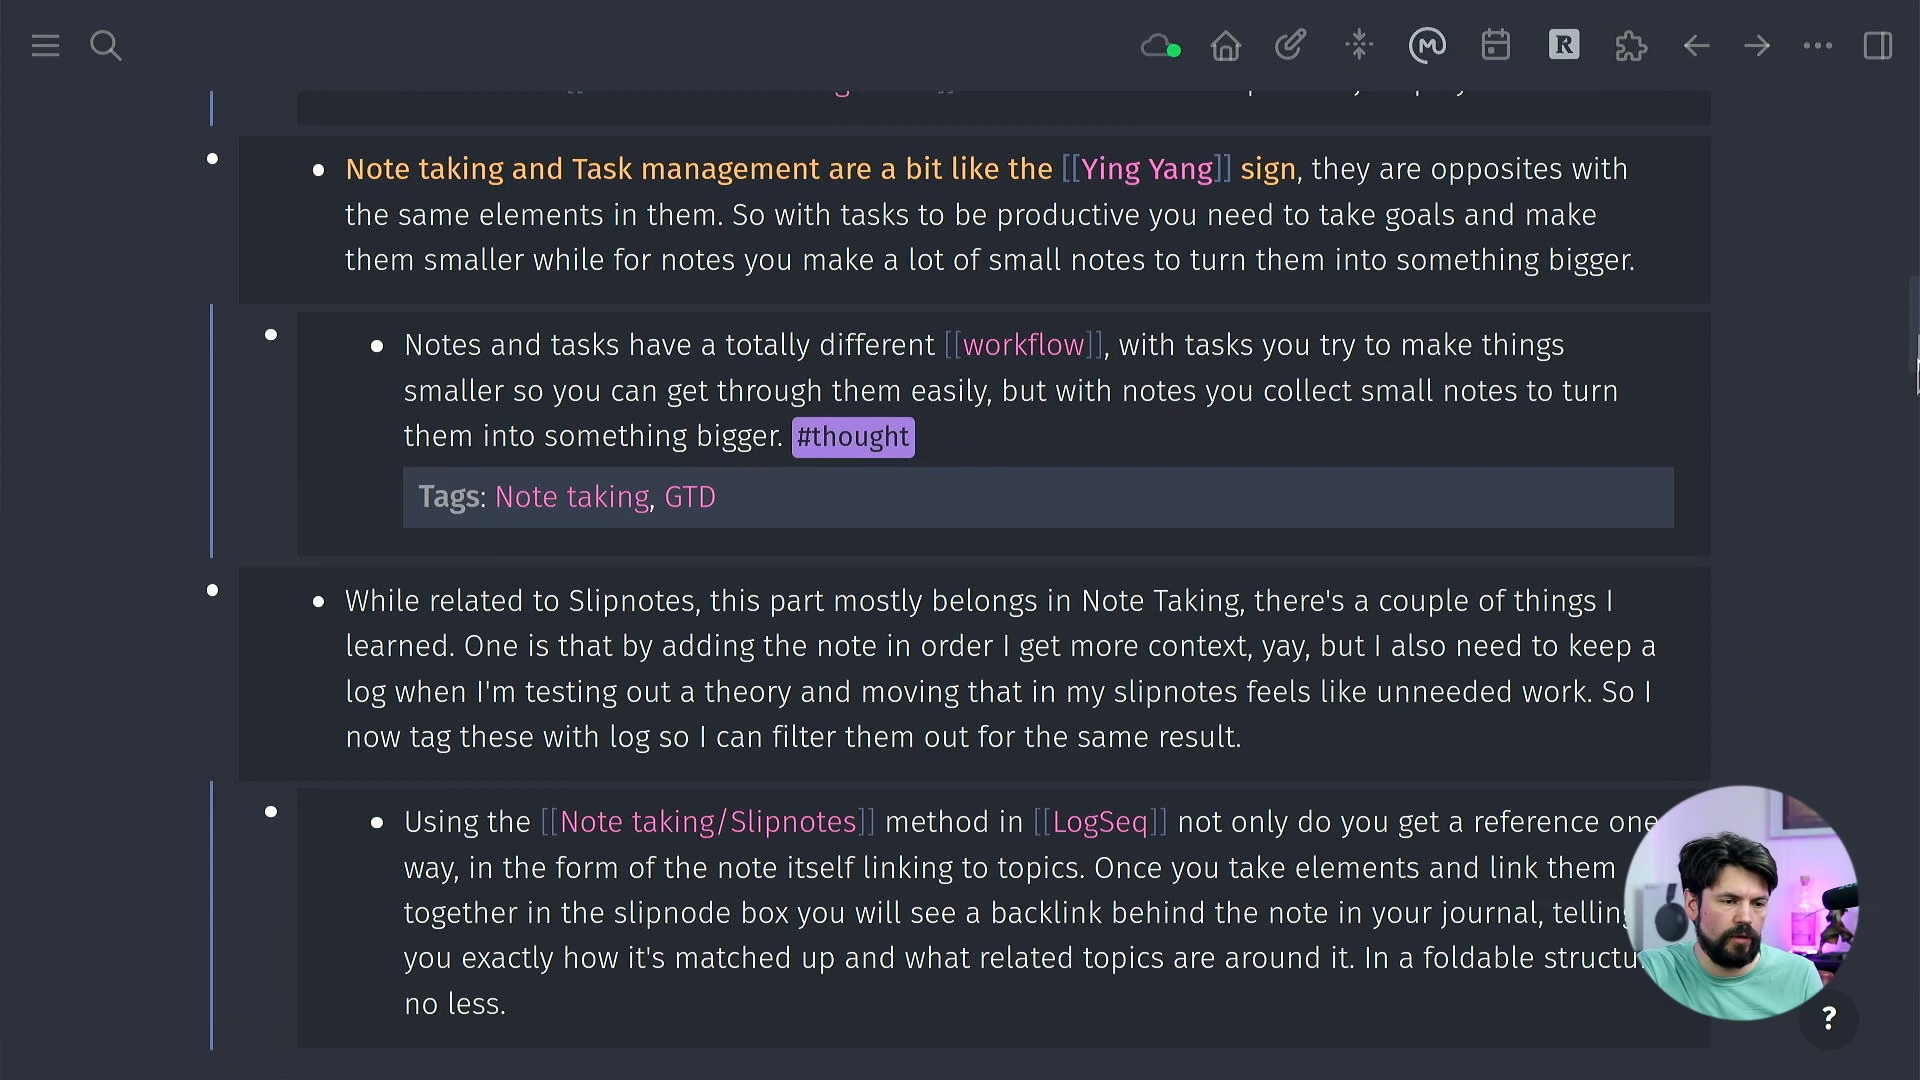 Note taking and Task management are a bit like the [[Ying Yang]] sign, they are opposites with
the same elements in them. So with tasks to be productive you need to take goals and make
them smaller while for notes you make a lot of small notes to turn them into something bigger.
Notes and tasks have a totally different [[workflow]], with tasks you try to make things
smaller so you can get through them easily, but with notes you collect small notes to turn
them into something bigger. #thought
Tags: Note taking, GTD
While related to Slipnotes, this part mostly belongs in Note Taking, there's a couple of things I
learned. One is that by adding the note in order I get more context, yay, but I also need to keep a
log when I'm testing out a theory and moving that in my slipnotes feels like unneeded work. So I
now tag these with log so I can filter them out for the same result.
Using the [[Note taking/Slipnotes]] method in [[LogSeq]] not only do you get a reference one
way, in the form of the note itself linking to topics. Once you take elements and link them
together in the slipnode box you will see a backlink behind the note in your journal, telling
you exactly how it's matched up and what related topics are around it. In a foldable
no less.
R
?